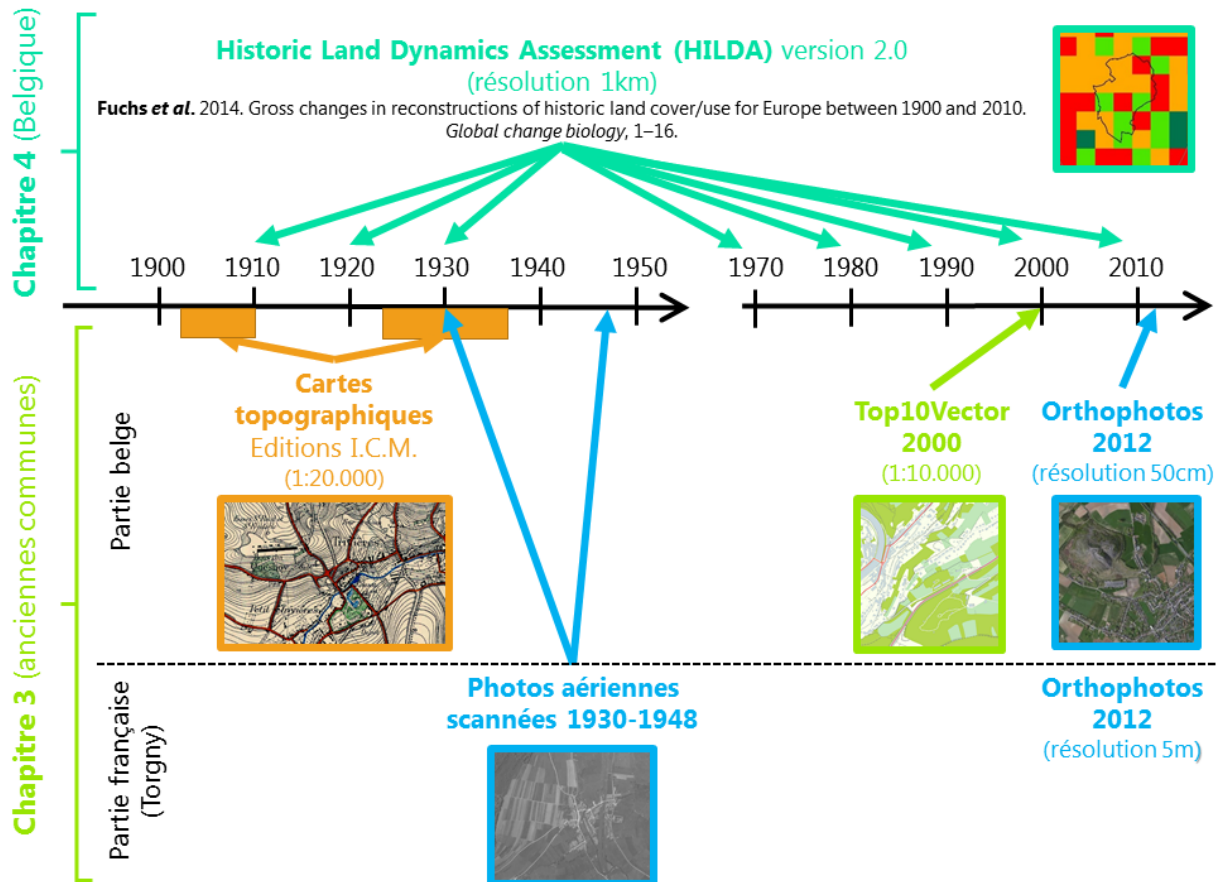 Chapitre 4 (Belgique)
Historic Land Dynamics Assessment (HILDA) version 2.0
(résolution 1km)
Fuchs et al. 2014. Gross changes in reconstructions of historic land cover/use for Europe between 1900 and 2010.
Global change biology, 1–16.
1900 1910 1920 1930 1940 1950 1970 1980 1990 2000 2010
Chapitre 3 (anciennes communes)
Partie belge
Cartes
topographiques
Editions I.C.M.
(1:20.000)
Trivières
Petit Trivières
Top10Vector
2000
(1:10.000)
Orthophotos
2012
(résolution 50cm)
Partie française
(Torgny)
Photos aériennes
scannées 1930-1948
Orthophotos
2012
(résolution 5m)